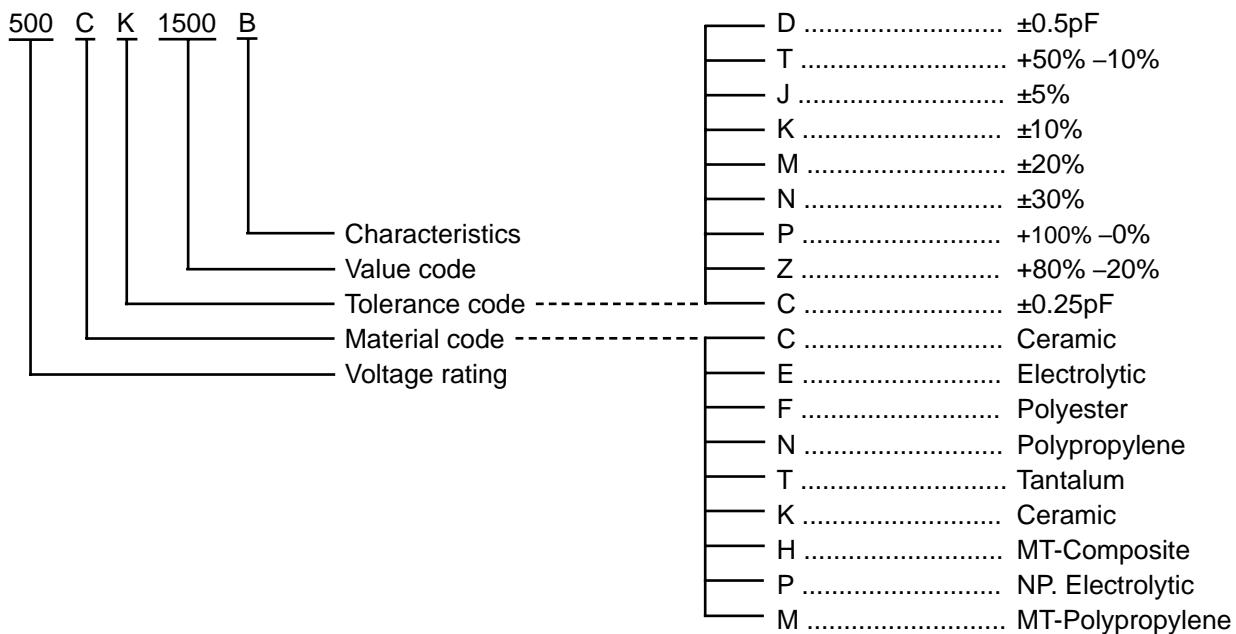 500 C K 1500 B
Characteristics
Value code
Tolerance code
Material code
Voltage rating
D ........................... ±0.5pF
T ............................ +50% –10%
J ............................ ±5%
K ........................... ±10%
M ........................... ±20%
N ........................... ±30%
P ........................... +100% –0%
Z ........................... +80% –20%
C ........................... ±0.25pF
C ........................... Ceramic
E ........................... Electrolytic
F ........................... Polyester
N ........................... Polypropylene
T ........................... Tantalum
K ........................... Ceramic
H ........................... MT-Composite
P ........................... NP. Electrolytic
M ........................... MT-Polypropylene